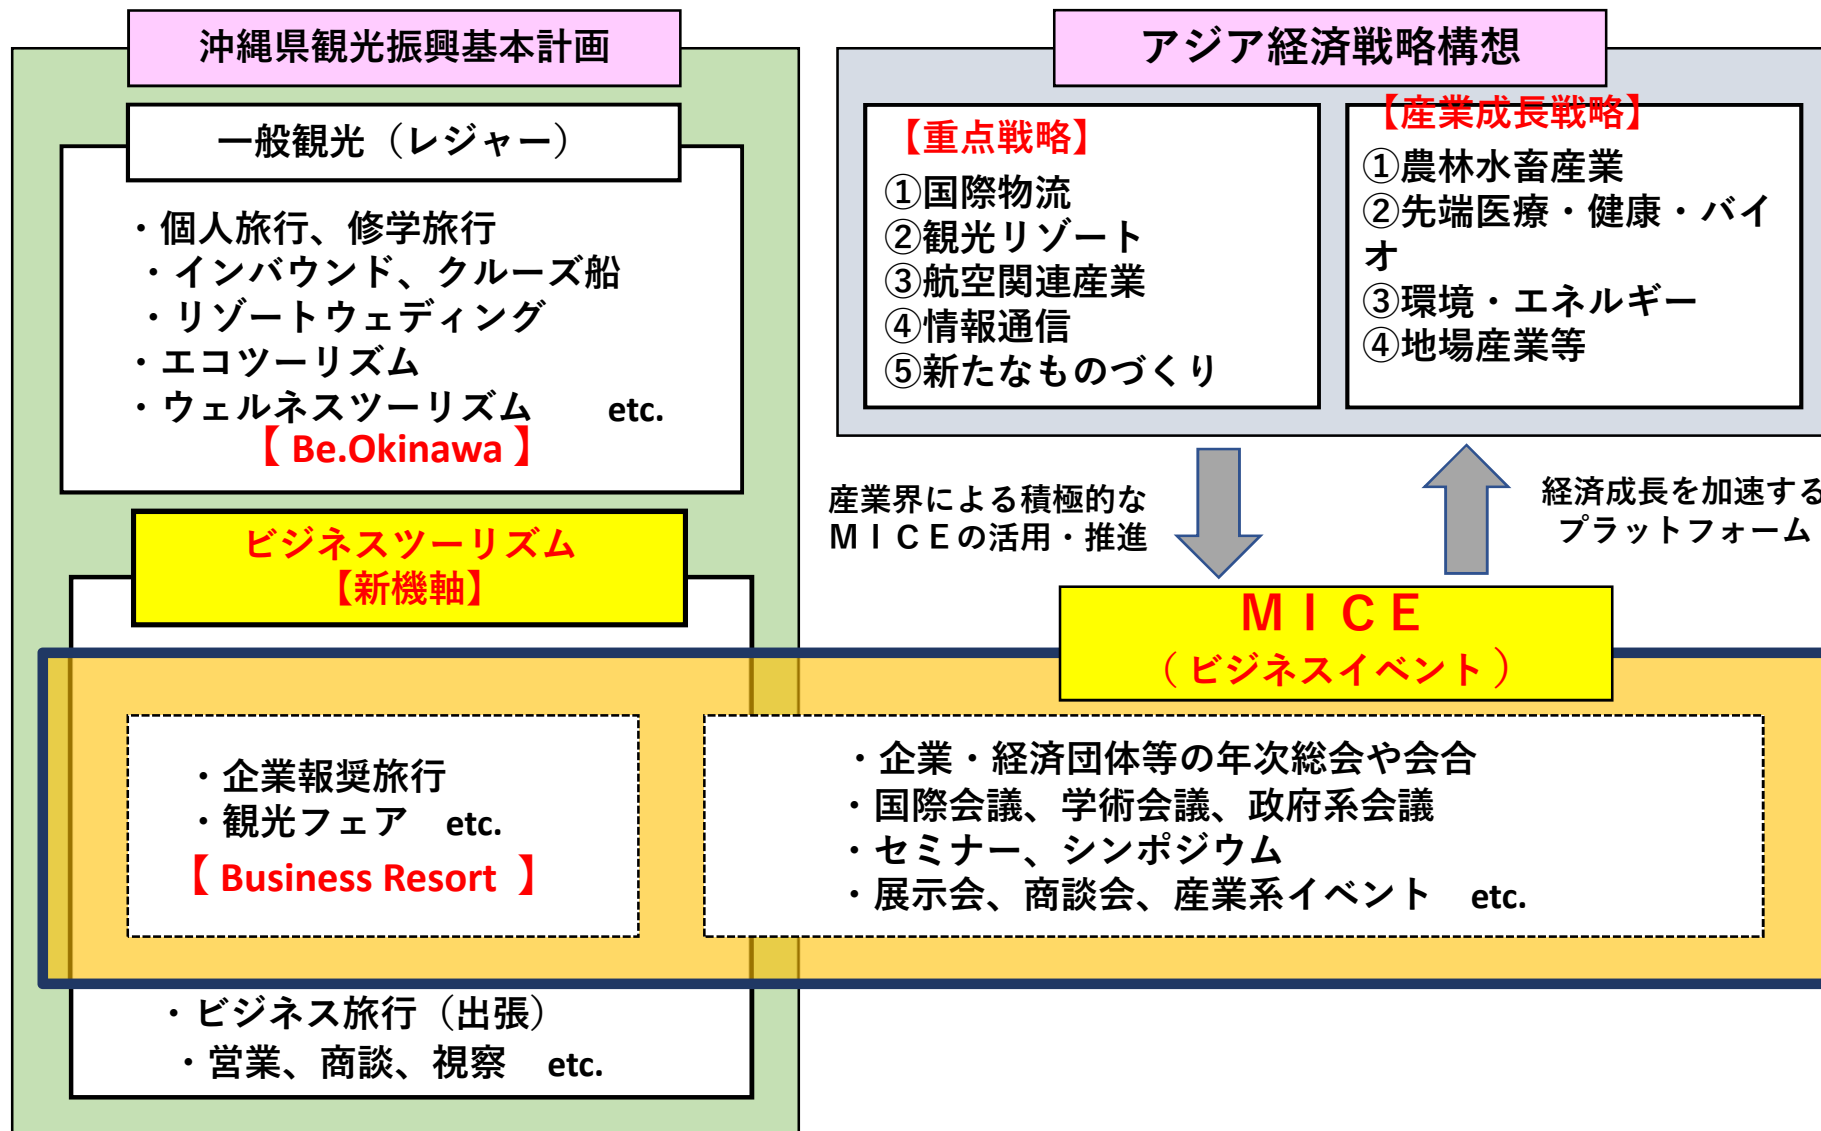 沖縄県観光振興基本計画
一般観光（レジャー）
・個人旅行、修学旅行
・インバウンド、クルーズ船
・リゾートウェディング
・エコツーリズム
・ウェルネスツーリズム　　etc.
【 Be.Okinawa 】
ビジネスツーリズム
【新機軸】
・企業報奨旅行
・観光フェア　etc.
【 Business Resort 】
・ビジネス旅行（出張）
・営業、商談、視察　etc.
アジア経済戦略構想
【重点戦略】
①国際物流
②観光リゾート
③航空関連産業
④情報通信
⑤新たなものづくり
【産業成長戦略】
①農林水畜産業
②先端医療・健康・バイ
オ
③環境・エネルギー
④地場産業等
産業界による積極的な
ＭＩＣＥの活用・推進
経済成長を加速する
プラットフォーム
ＭＩＣＥ
（ビジネスイベント）
・企業・経済団体等の年次総会や会合
・国際会議、学術会議、政府系会議
・セミナー、シンポジウム
・展示会、商談会、産業系イベント　etc.